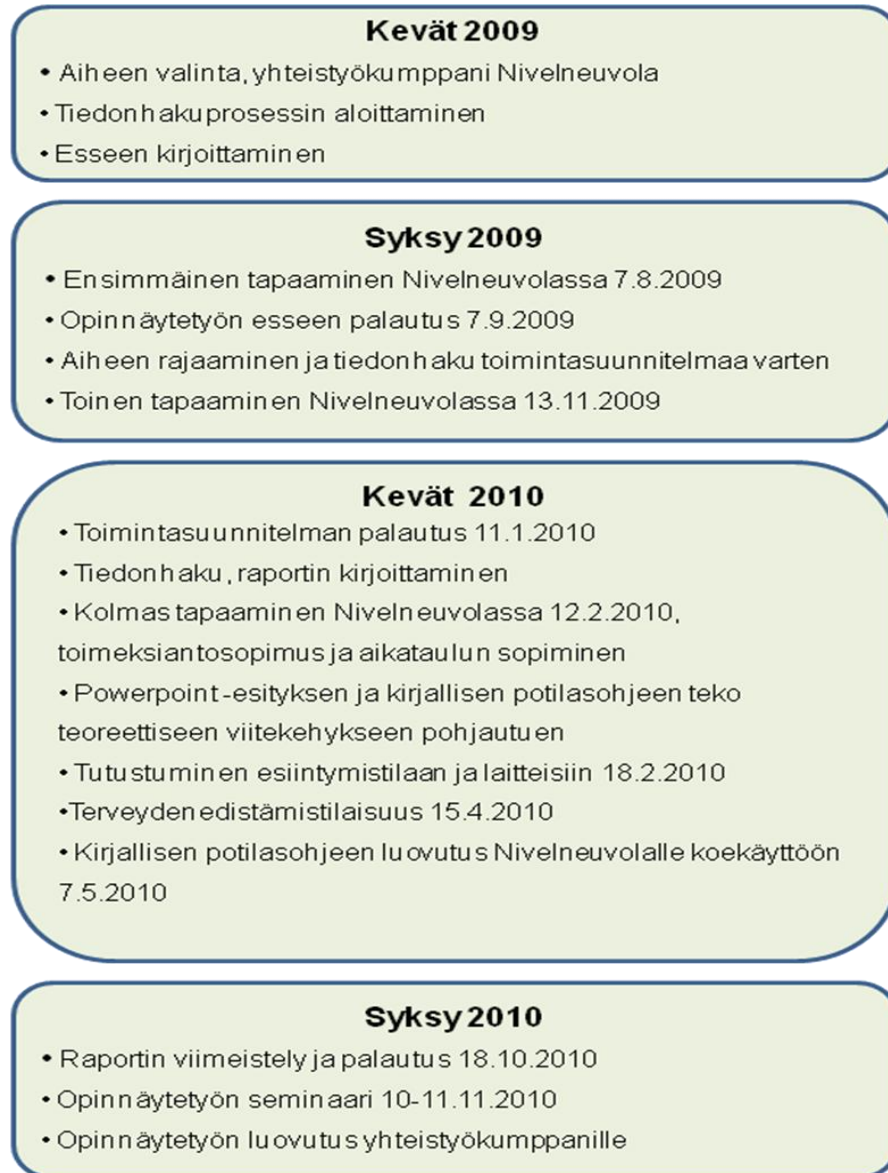 Kevät 2009
• Aiheen valinta, yhteistyökumppani Nivelneuvola
• Tiedonhakuprosessin aloittaminen
• Esseen kirjoittaminen
Syksy 2009
• Ensimmäinen tapaaminen Nivelneuvolassa 7.8.2009
• Opinnäytetyön esseen palautus 7.9.2009
• Aiheen rajaaminen ja tiedonhaku toimintasuunnitelmaa varten
• Toinen tapaaminen Nivelneuvolassa 13.11.2009
Kevät 2010
• Toimintasuunnitelman palautus 11.1.2010
• Tiedonhaku, raportin kirjoittaminen
• Kolmas tapaaminen Nivelneuvolassa 12.2.2010,
toimeksiantosopimus ja aikataulun sopiminen
• Powerpoint-esityksen ja kirjallisen potilasohjeen teko
teoreettiseen viitekehykseen pohjautuen
• Tutustuminen esiintymistilaan ja laitteisiin 18.2.2010
•Terveydenedistämistilaisuus 15.4.2010
• Kirjallisen potilasohjeen luovutus Nivelneuvolalle koekäyttöön
7.5.2010
Syksy 2010
• Raportin viimeistely ja palautus 18.10.2010
• Opinnäytetyön seminaari 10-11.11.2010
• Opinnäytetyön luovutus yhteistyökumppanille